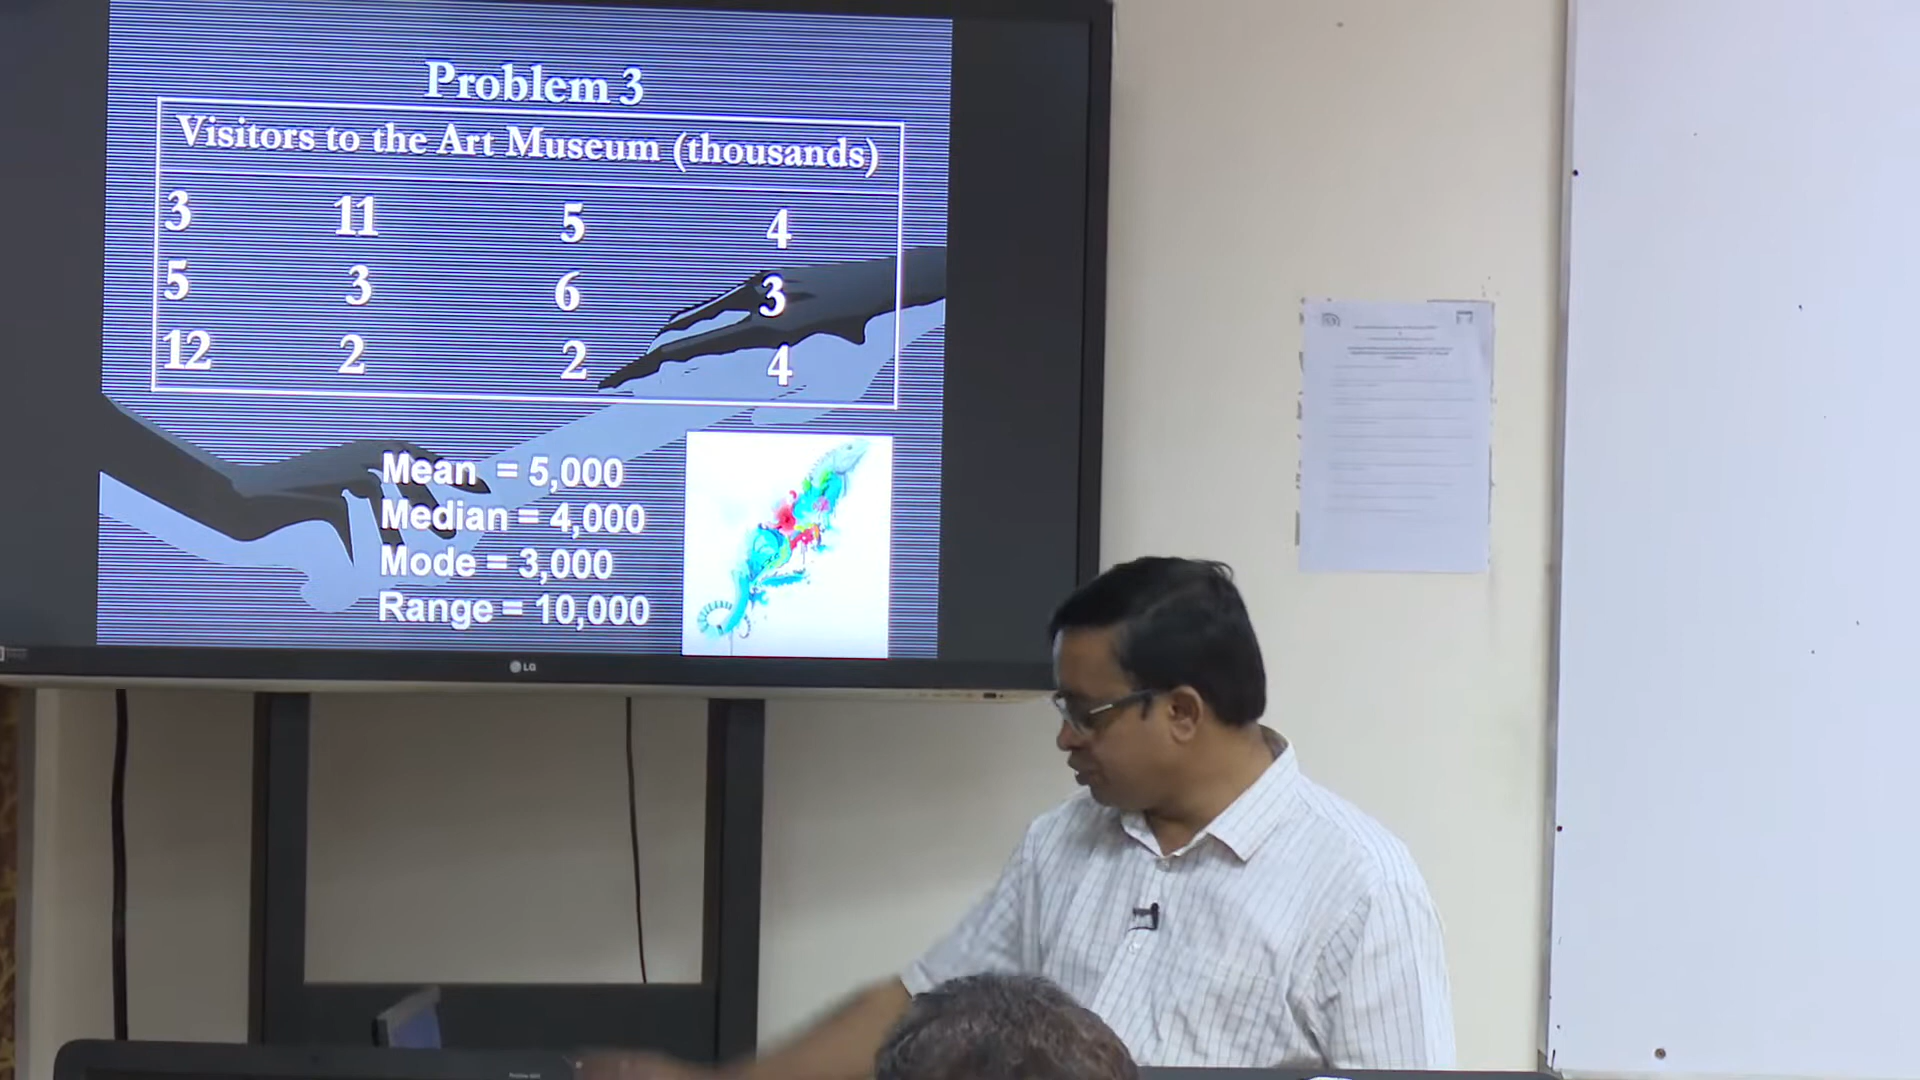 Problem 3
Visitors to the Art Museum (thousands)
3 11 5 4
5 3 6 3
12 2 2 4
Mean = 5,000
Median = 4,000
Mode = 3,000
Range = 10,000
LG